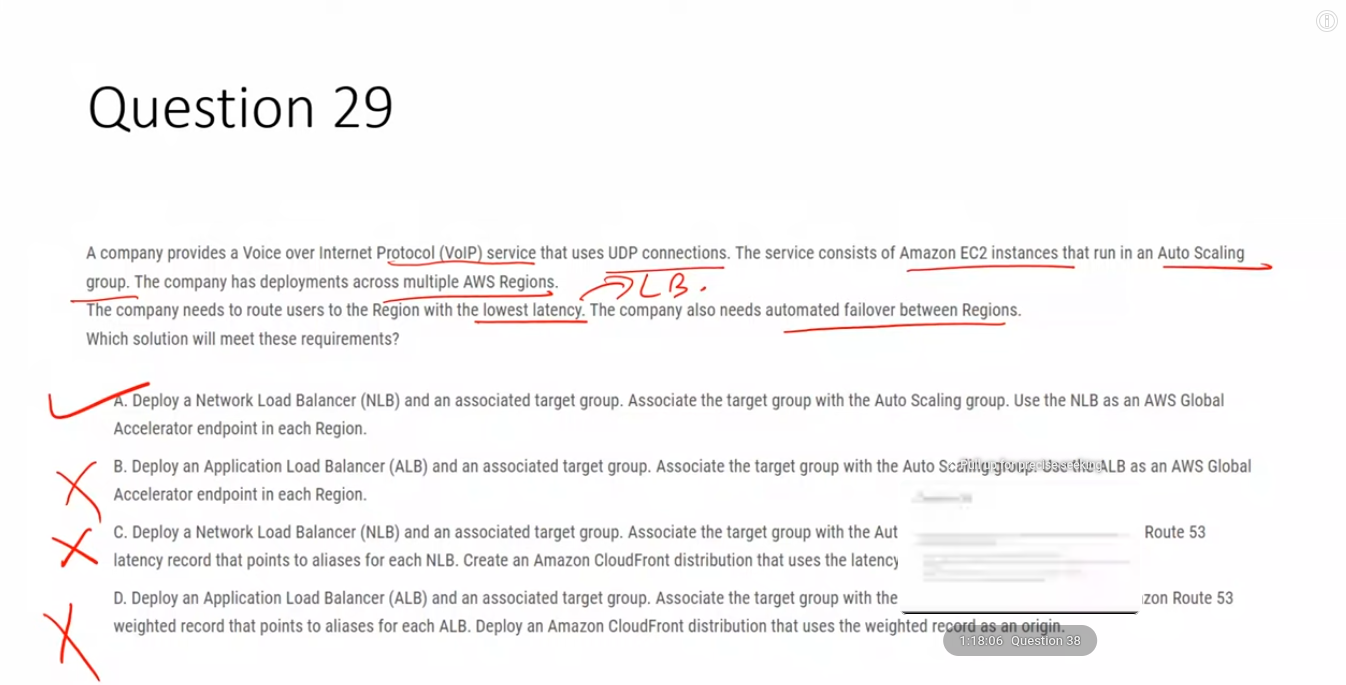 Question 29
A company provides a Voice over Internet Protocol (VoIP) service that uses UDP connections. The service consists of Amazon EC2 instances that run in an Auto Scaling
group. The company has deployments across multiple AWS Regions.
LB.
The company needs to route users to the Region with the lowest latency. The company also needs automated failover between Regions.
Which solution will meet these requirements?
A. Deploy a Network Load Balancer (NLB) and an associated target group. Associate the target group with the Auto Scaling group. Use the NLB as an AWS Global
Accelerator endpoint in each Region.
B. Deploy an Application Load Balancer (ALB) and an associated target group. Associate the target group with the Auto Scaling group. Use the ALB as an AWS Global
Accelerator endpoint in each Region.
C. Deploy a Network Load Balancer (NLB) and an associated target group. Associate the target group with the Aut Route 53
latency record that points to aliases for each NLB. Create an Amazon CloudFront distribution that uses the latency
D. Deploy an Application Load Balancer (ALB) and an associated target group. Associate the target group with the zon Route 53
weighted record that points to aliases for each ALB. Deploy an Amazon CloudFront distribution that uses the weighted record as an origin.
1:18:06 Question 38